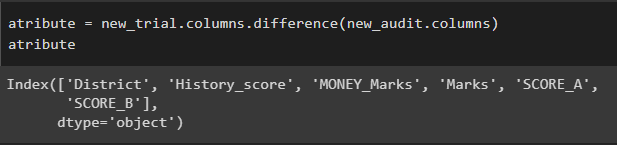 atribute = new_trial.columns.difference(new_audit.columns)
atribute
Index(['District', 'History_score', 'MONEY_Marks', 'Marks', 'SCORE_A',
       'SCORE_B'],
      dtype='object')